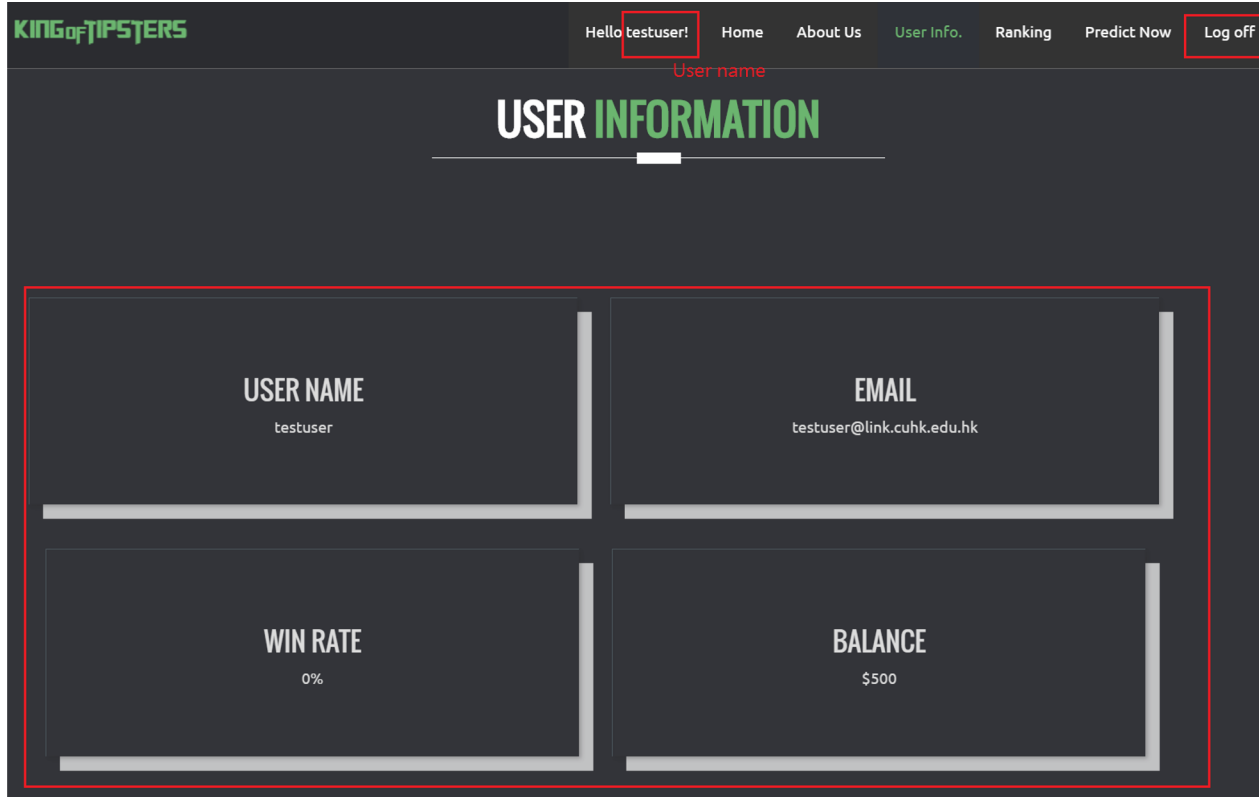 KINGOFTIPSTERS
Hello testuser! Home About Us User Info. Ranking Predict Now Log off
User name
USER INFORMATION
USER NAME
testuser
EMAIL
testuser@link.cuhk.edu.hk
WIN RATE
0%
BALANCE
$500